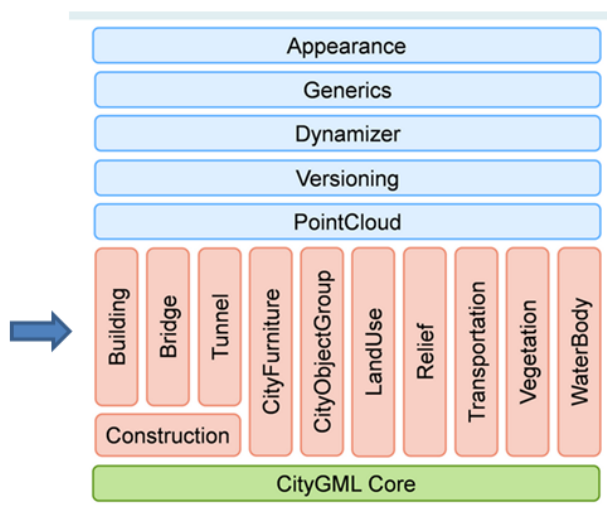 Appearance
Generics
Dynamizer
Versioning
PointCloud
Building
Bridge
Tunnel
CityFurniture
CityObjectGroup
LandUse
Relief
Transportation
Vegetation
WaterBody
Construction
CityGML Core